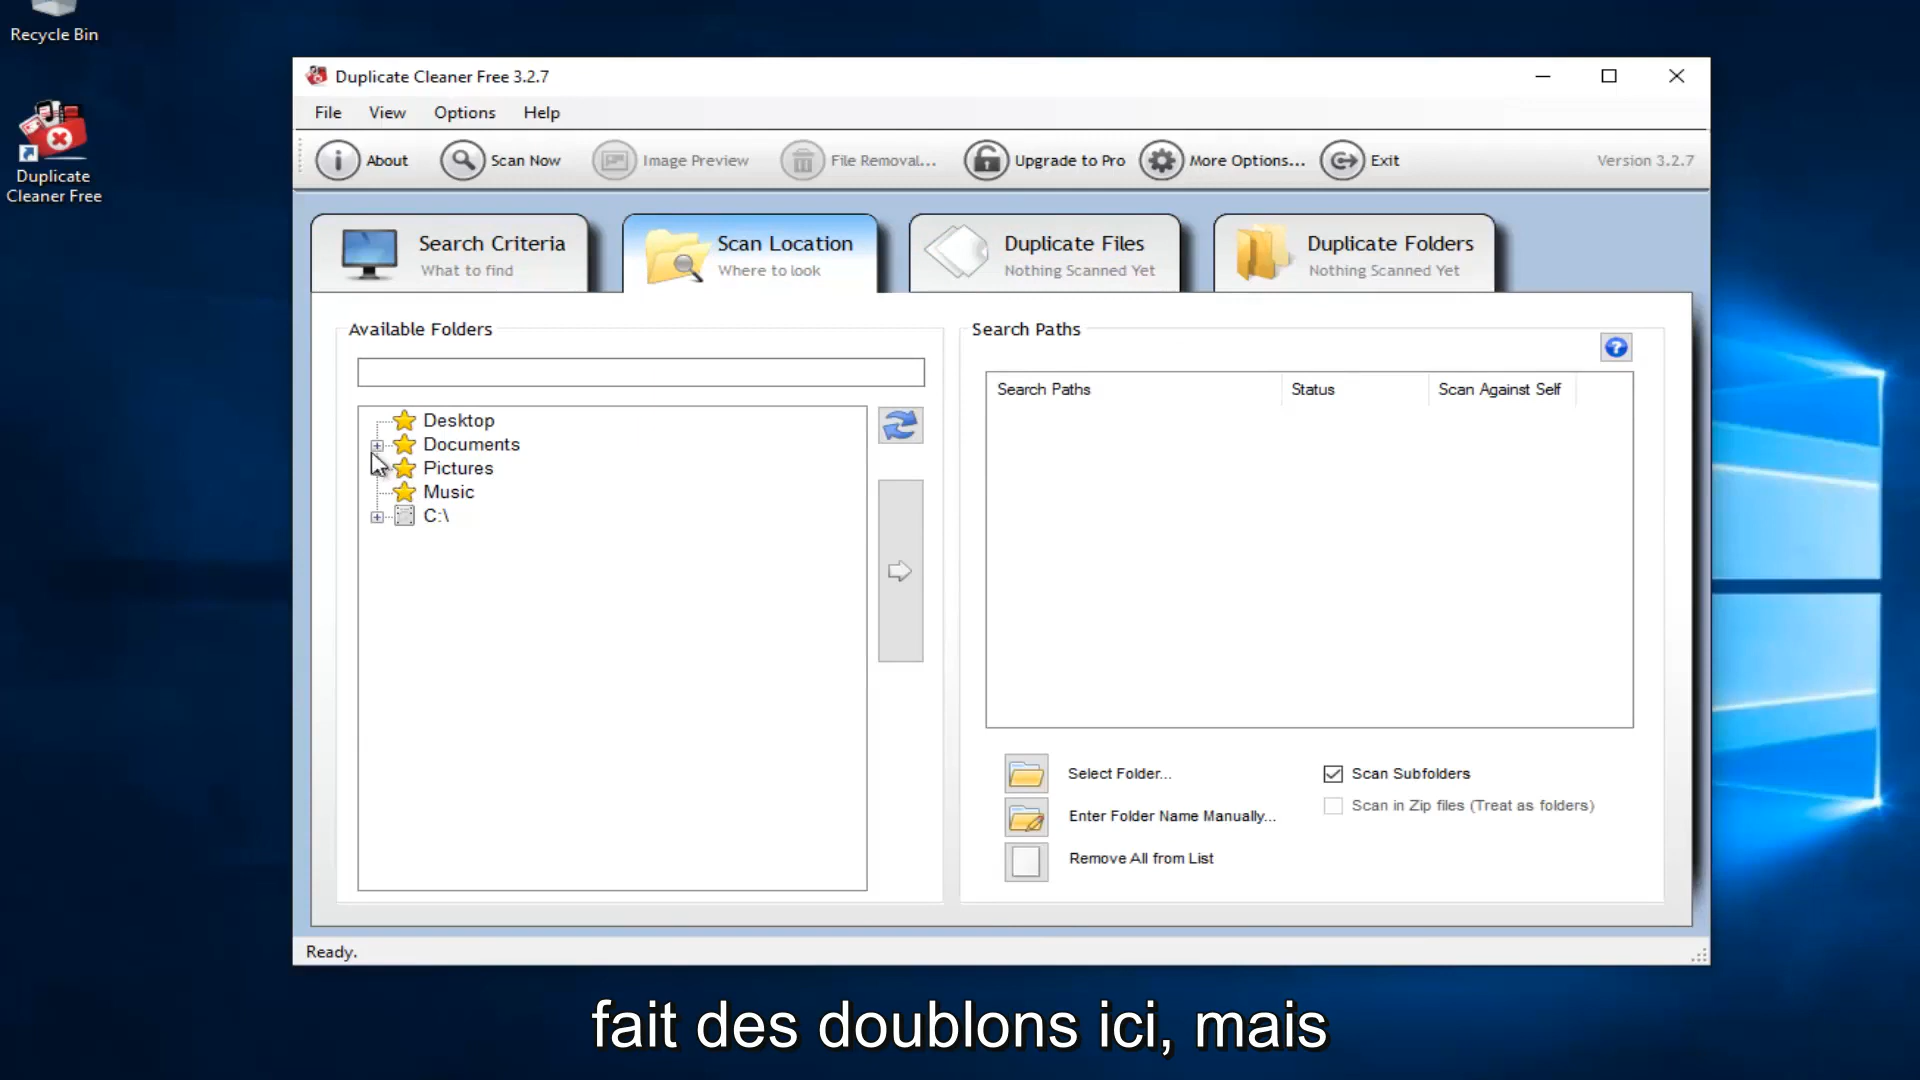 Recycle Bin
Duplicate
Cleaner Free
Duplicate Cleaner Free 3.2.7
File View Options Help
About Scan Now Image Preview File Removal... Upgrade to Pro More Options... Exit Version 3.2.7
Search Criteria
What to find
Scan Location
Where to look
Duplicate Files
Nothing Scanned Yet
Duplicate Folders
Nothing Scanned Yet
Available Folders
Desktop
Documents
Pictures
Music
C:\
Search Paths
Search Paths Status Scan Against Self
Select Folder...
Enter Folder Name Manually...
Remove All from List
Scan Subfolders
Scan in Zip files (Treat as folders)
Ready.
fait des doublons ici, mais